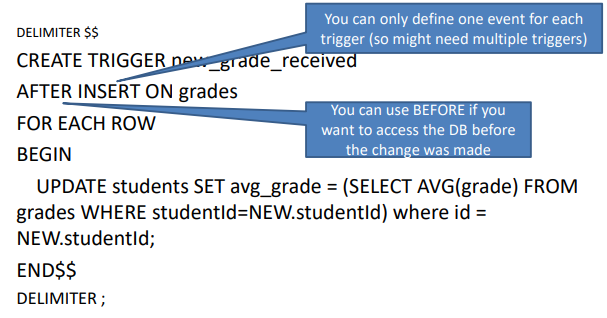 DELIMITER $$
You can only define one event for each
trigger (so might need multiple triggers)
CREATE TRIGGER new_grade_received
AFTER INSERT ON grades
You can use BEFORE if you
want to access the DB before
the change was made
FOR EACH ROW
BEGIN
UPDATE students SET avg_grade = (SELECT AVG(grade) FROM
grades WHERE studentId=NEW.studentId) where id =
NEW.studentId;
END$$
DELIMITER ;